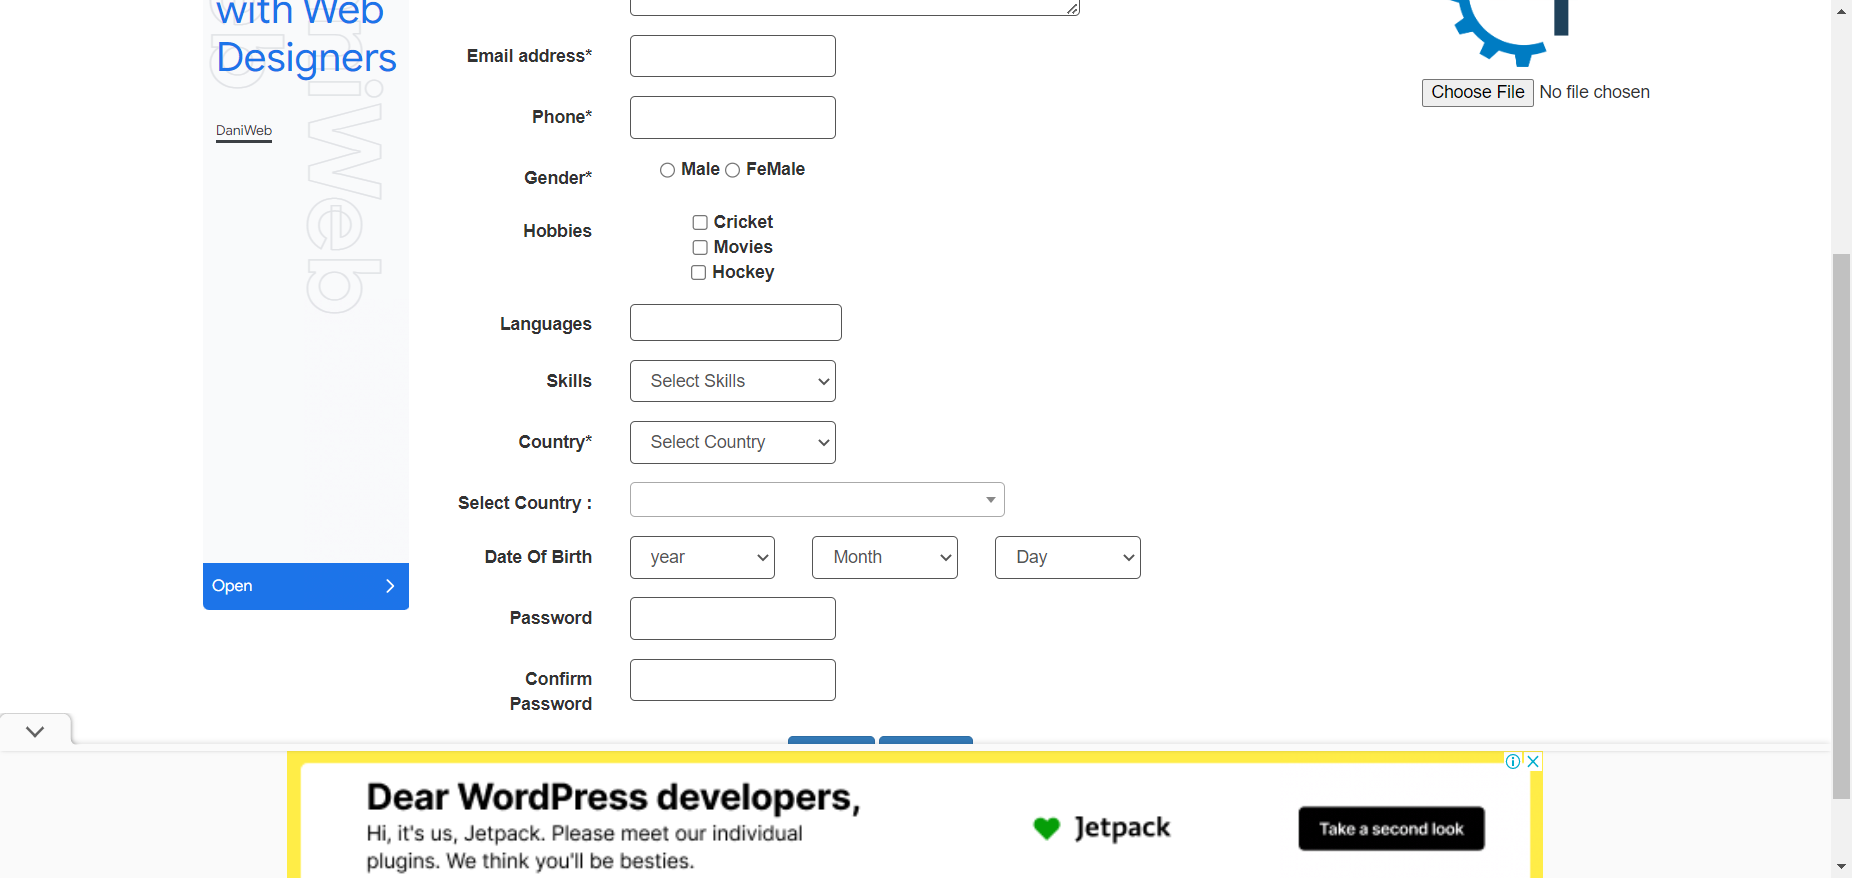 with Web
Designers
DaniWeb
DaniWeb
Open
Email address*
Phone*
Gender*
Male
FeMale
Hobbies
Cricket
Movies
Hockey
Languages
Skills
Select Skills
Country*
Select Country
Select Country :
Date Of Birth
year
Month
Day
Password
Confirm
Password
Choose File
No file chosen
Dear WordPress developers,
Hi, it's us, Jetpack. Please meet our individual
plugins. We think you'll be besties.
Jetpack
Take a second look